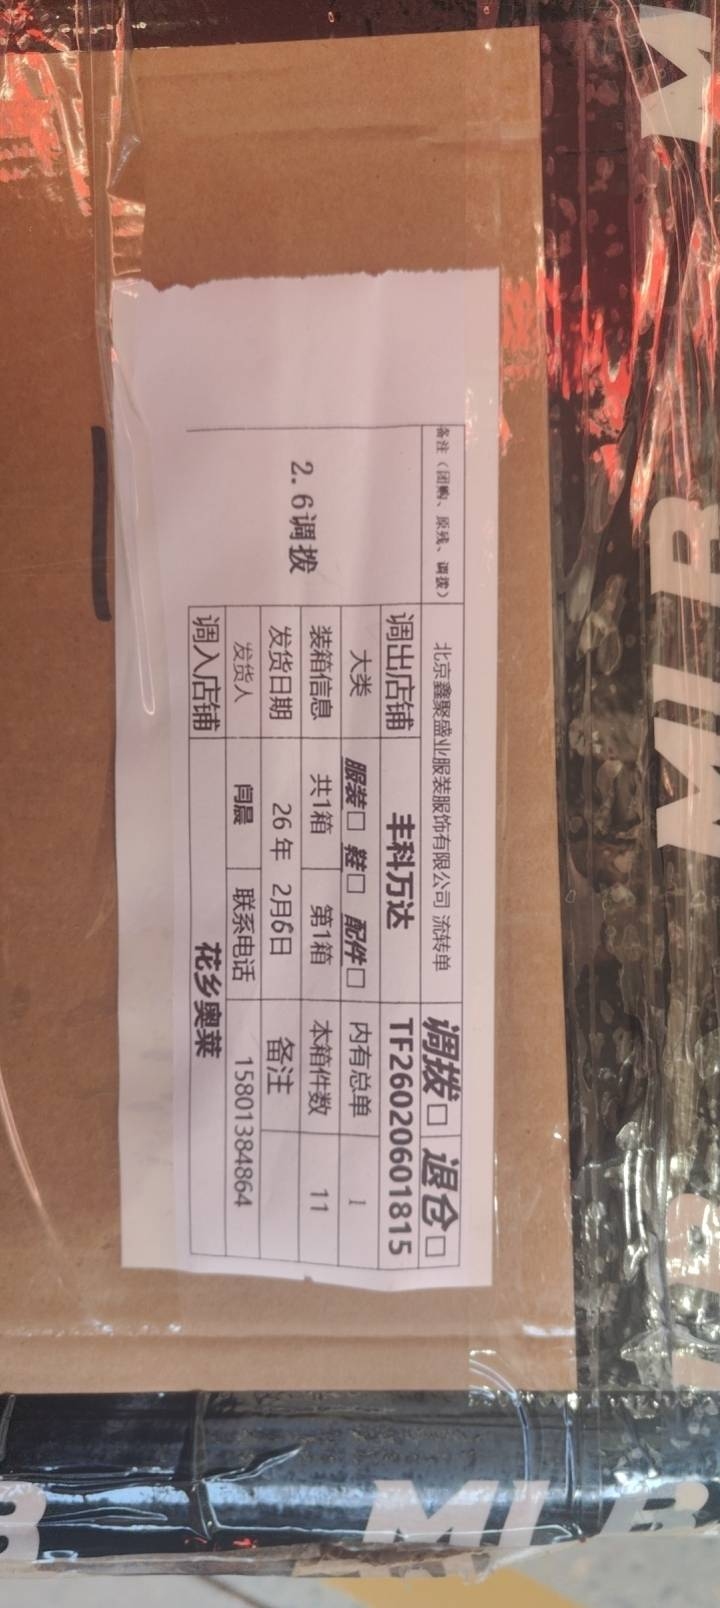 备注（团购、原残、调拨）
北京鑫聚盛业服装服饰有限公司 流转单
调拨□ 退仓□
2.6调拨
调出店铺 丰科万达 TF26020601815
大类 服装□ 鞋□ 配件□ 内有总单 1
装箱信息 共1箱 第1箱 本箱件数 11
发货日期 26年 2月6日 备注
发货人 闫晨 联系电话 15801384864
调入店铺 花乡奥莱
M
MLB
MLB
B